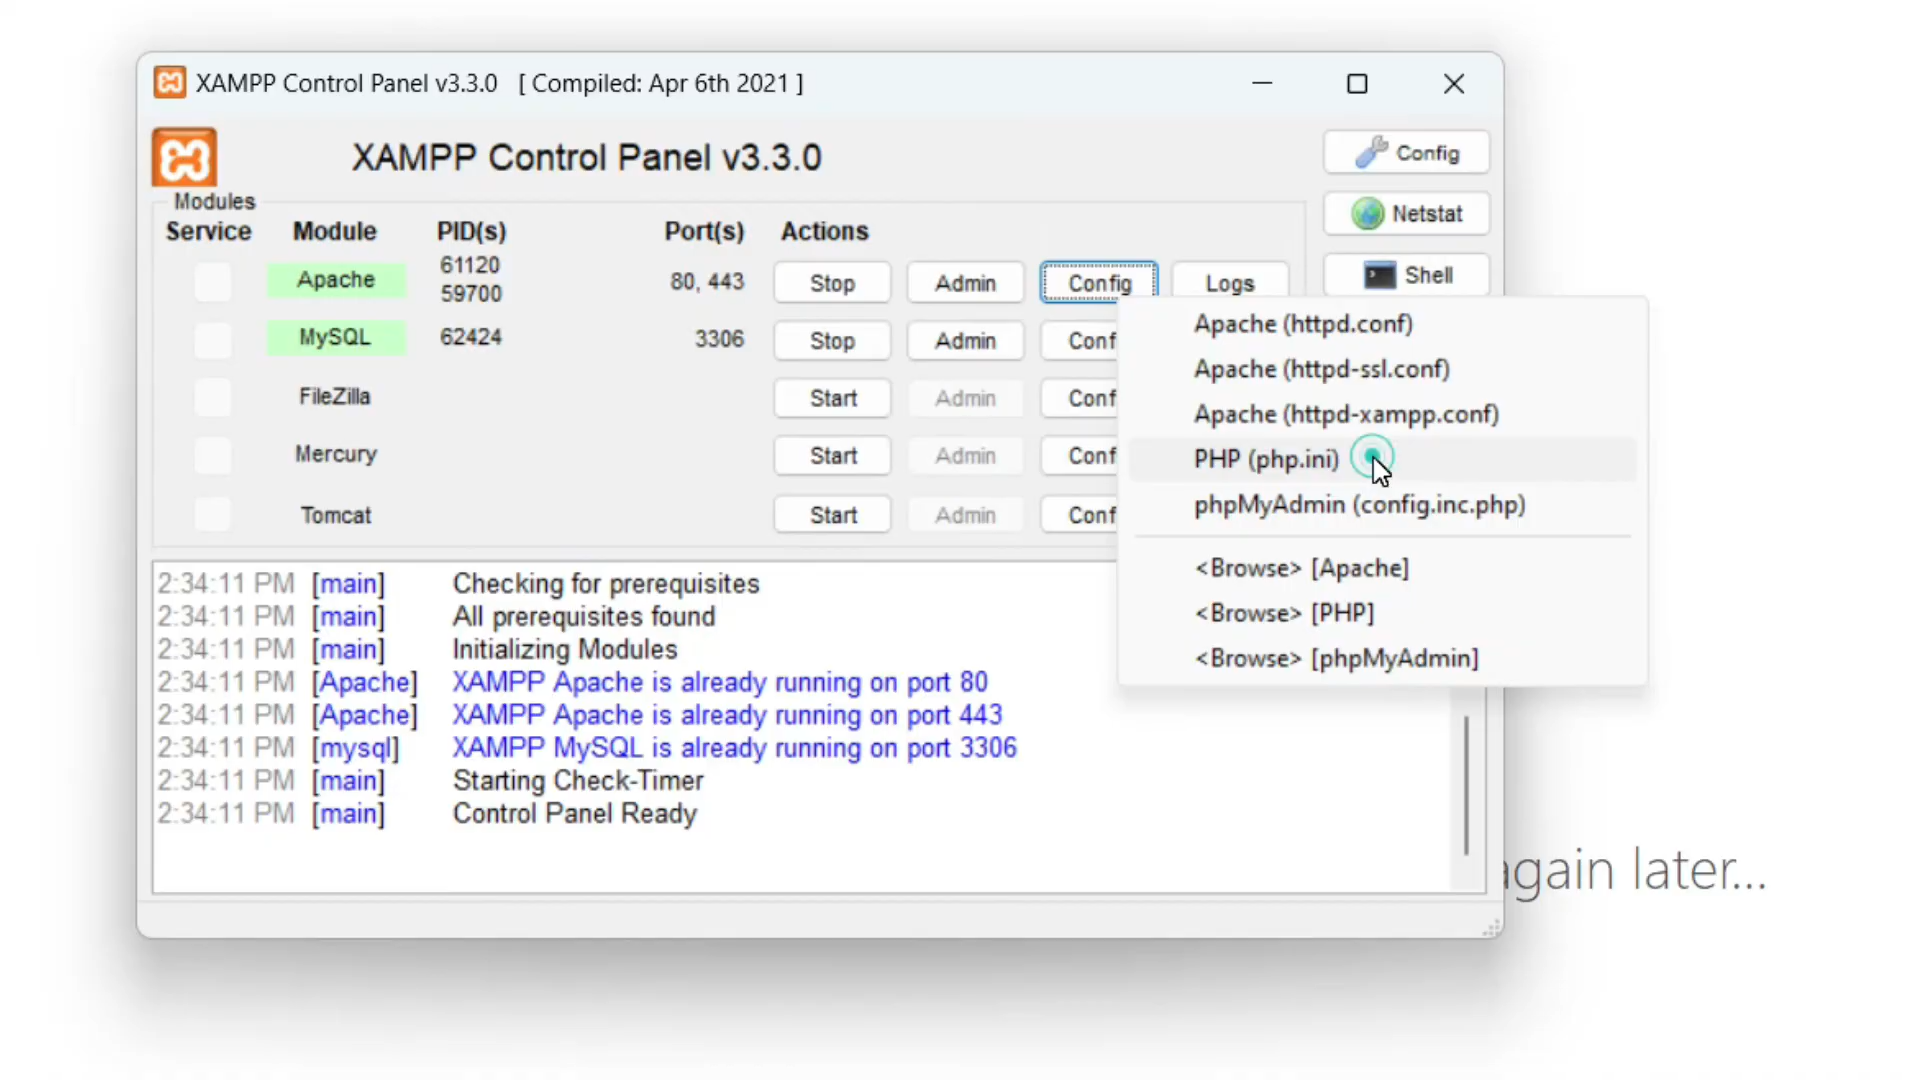 XAMPP Control Panel v3.3.0 [ Compiled: Apr 6th 2021 ]
XAMPP Control Panel v3.3.0
Config
Modules
Netstat
Service Module PID(s) Port(s) Actions
Apache 61120 59700 80, 443 Stop Admin Config Logs
Shell
MySQL 62424 3306 Stop Admin Conf
FileZilla Start Admin Conf
Mercury Start Admin Conf
Tomcat Start Admin Conf
Apache (httpd.conf)
Apache (httpd-ssl.conf)
Apache (httpd-xampp.conf)
PHP (php.ini)
phpMyAdmin (config.inc.php)
<Browse> [Apache]
<Browse> [PHP]
<Browse> [phpMyAdmin]
2:34:11 PM [main] Checking for prerequisites
2:34:11 PM [main] All prerequisites found
2:34:11 PM [main] Initializing Modules
2:34:11 PM [Apache] XAMPP Apache is already running on port 80
2:34:11 PM [Apache] XAMPP Apache is already running on port 443
2:34:11 PM [mysql] XAMPP MySQL is already running on port 3306
2:34:11 PM [main] Starting Check-Timer
2:34:11 PM [main] Control Panel Ready
again later...